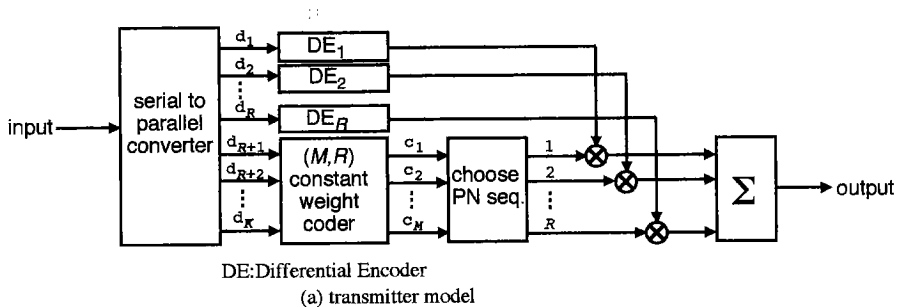 d1
DE1
d2
DE2
dR
DER
input
serial to
parallel
converter
dR+1
dR+2
dK
(M,R)
constant
weight
coder
c1
c2
cM
choose
PN seq.
1
2
R
Σ
output
DE:Differential Encoder
(a) transmitter model